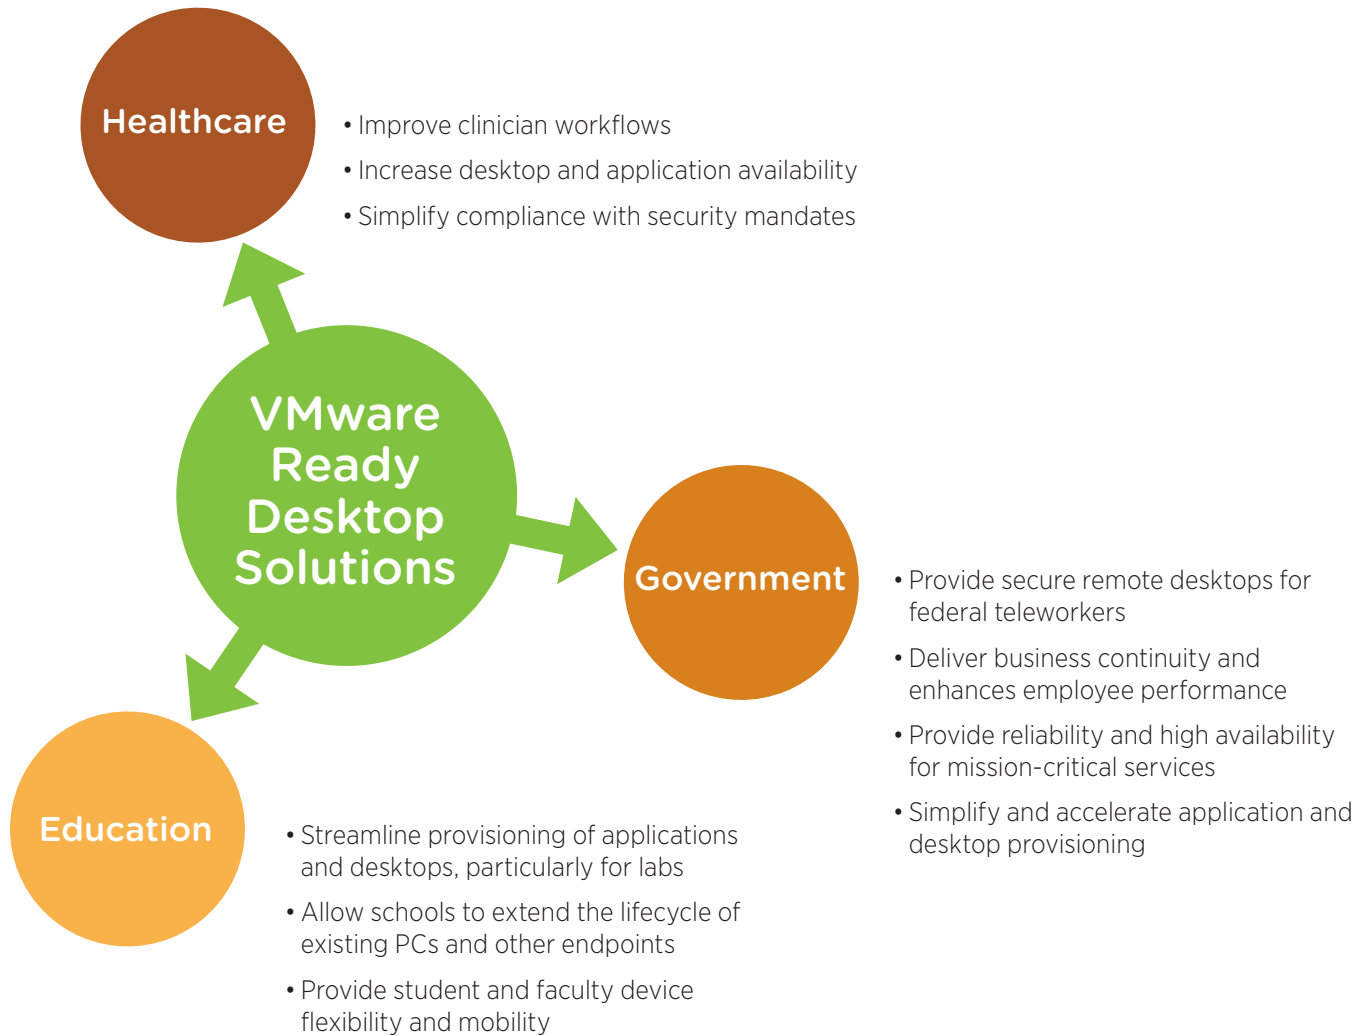 Healthcare
• Improve clinician workflows
• Increase desktop and application availability
• Simplify compliance with security mandates
VMware
Ready
Desktop
Solutions
Government
• Provide secure remote desktops for
federal teleworkers
• Deliver business continuity and
enhances employee performance
• Provide reliability and high availability
for mission-critical services
• Simplify and accelerate application and
desktop provisioning
Education
• Streamline provisioning of applications
and desktops, particularly for labs
• Allow schools to extend the lifecycle of
existing PCs and other endpoints
• Provide student and faculty device
flexibility and mobility